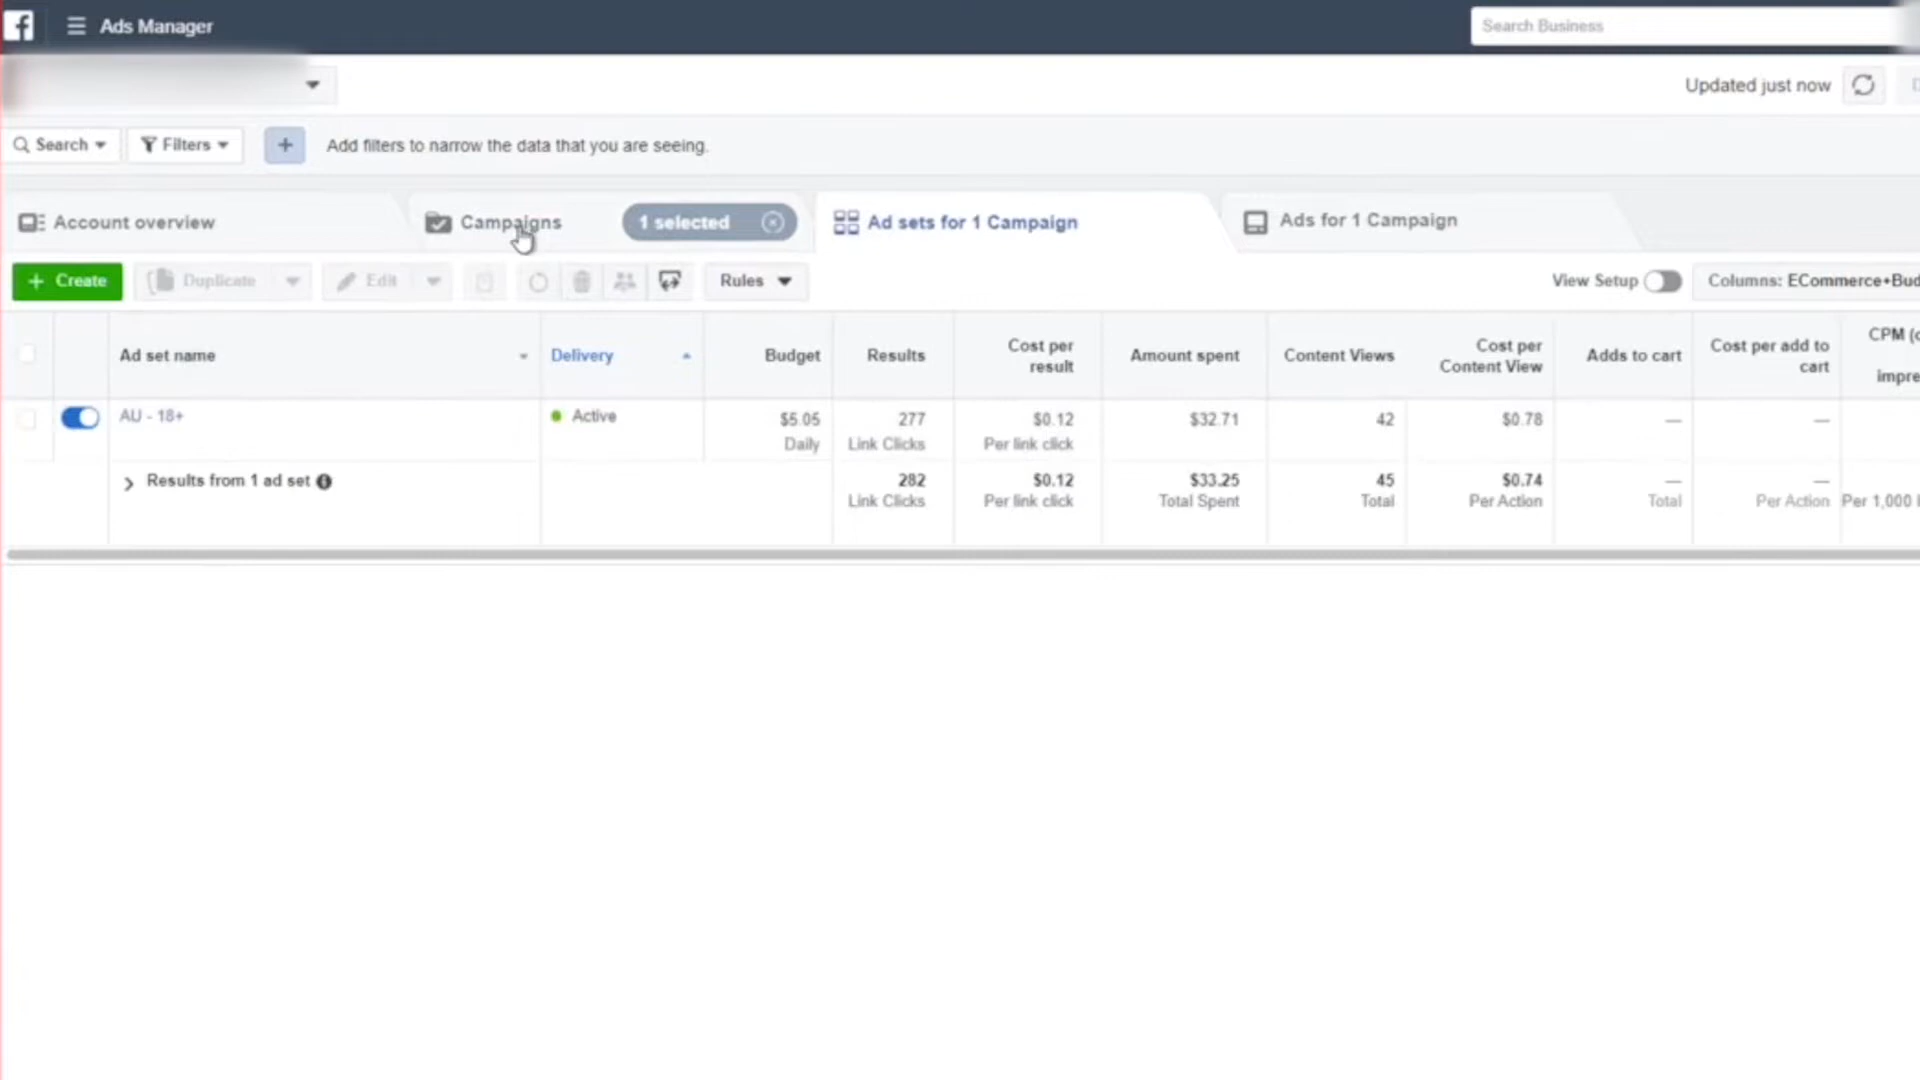 f Ads Manager Search Business
Updated just now
Search Filters + Add filters to narrow the data that you are seeing.
Account overview Campaigns 1 selected Ad sets for 1 Campaign Ads for 1 Campaign
+ Create Duplicate Edit Rules View Setup Columns: ECommerce+Bud
Ad set name Delivery Budget Results Cost per result Amount spent Content Views Cost per Content View Adds to cart Cost per add to cart CPM (c impre
AU - 18+ Active $5.05 277 $0.12 $32.71 42 $0.78 — —
Daily Link Clicks Per link click
Results from 1 ad set 282 $0.12 $33.25 45 $0.74 — —
Link Clicks Per link click Total Spent Total Per Action Total Per Action Per 1,000